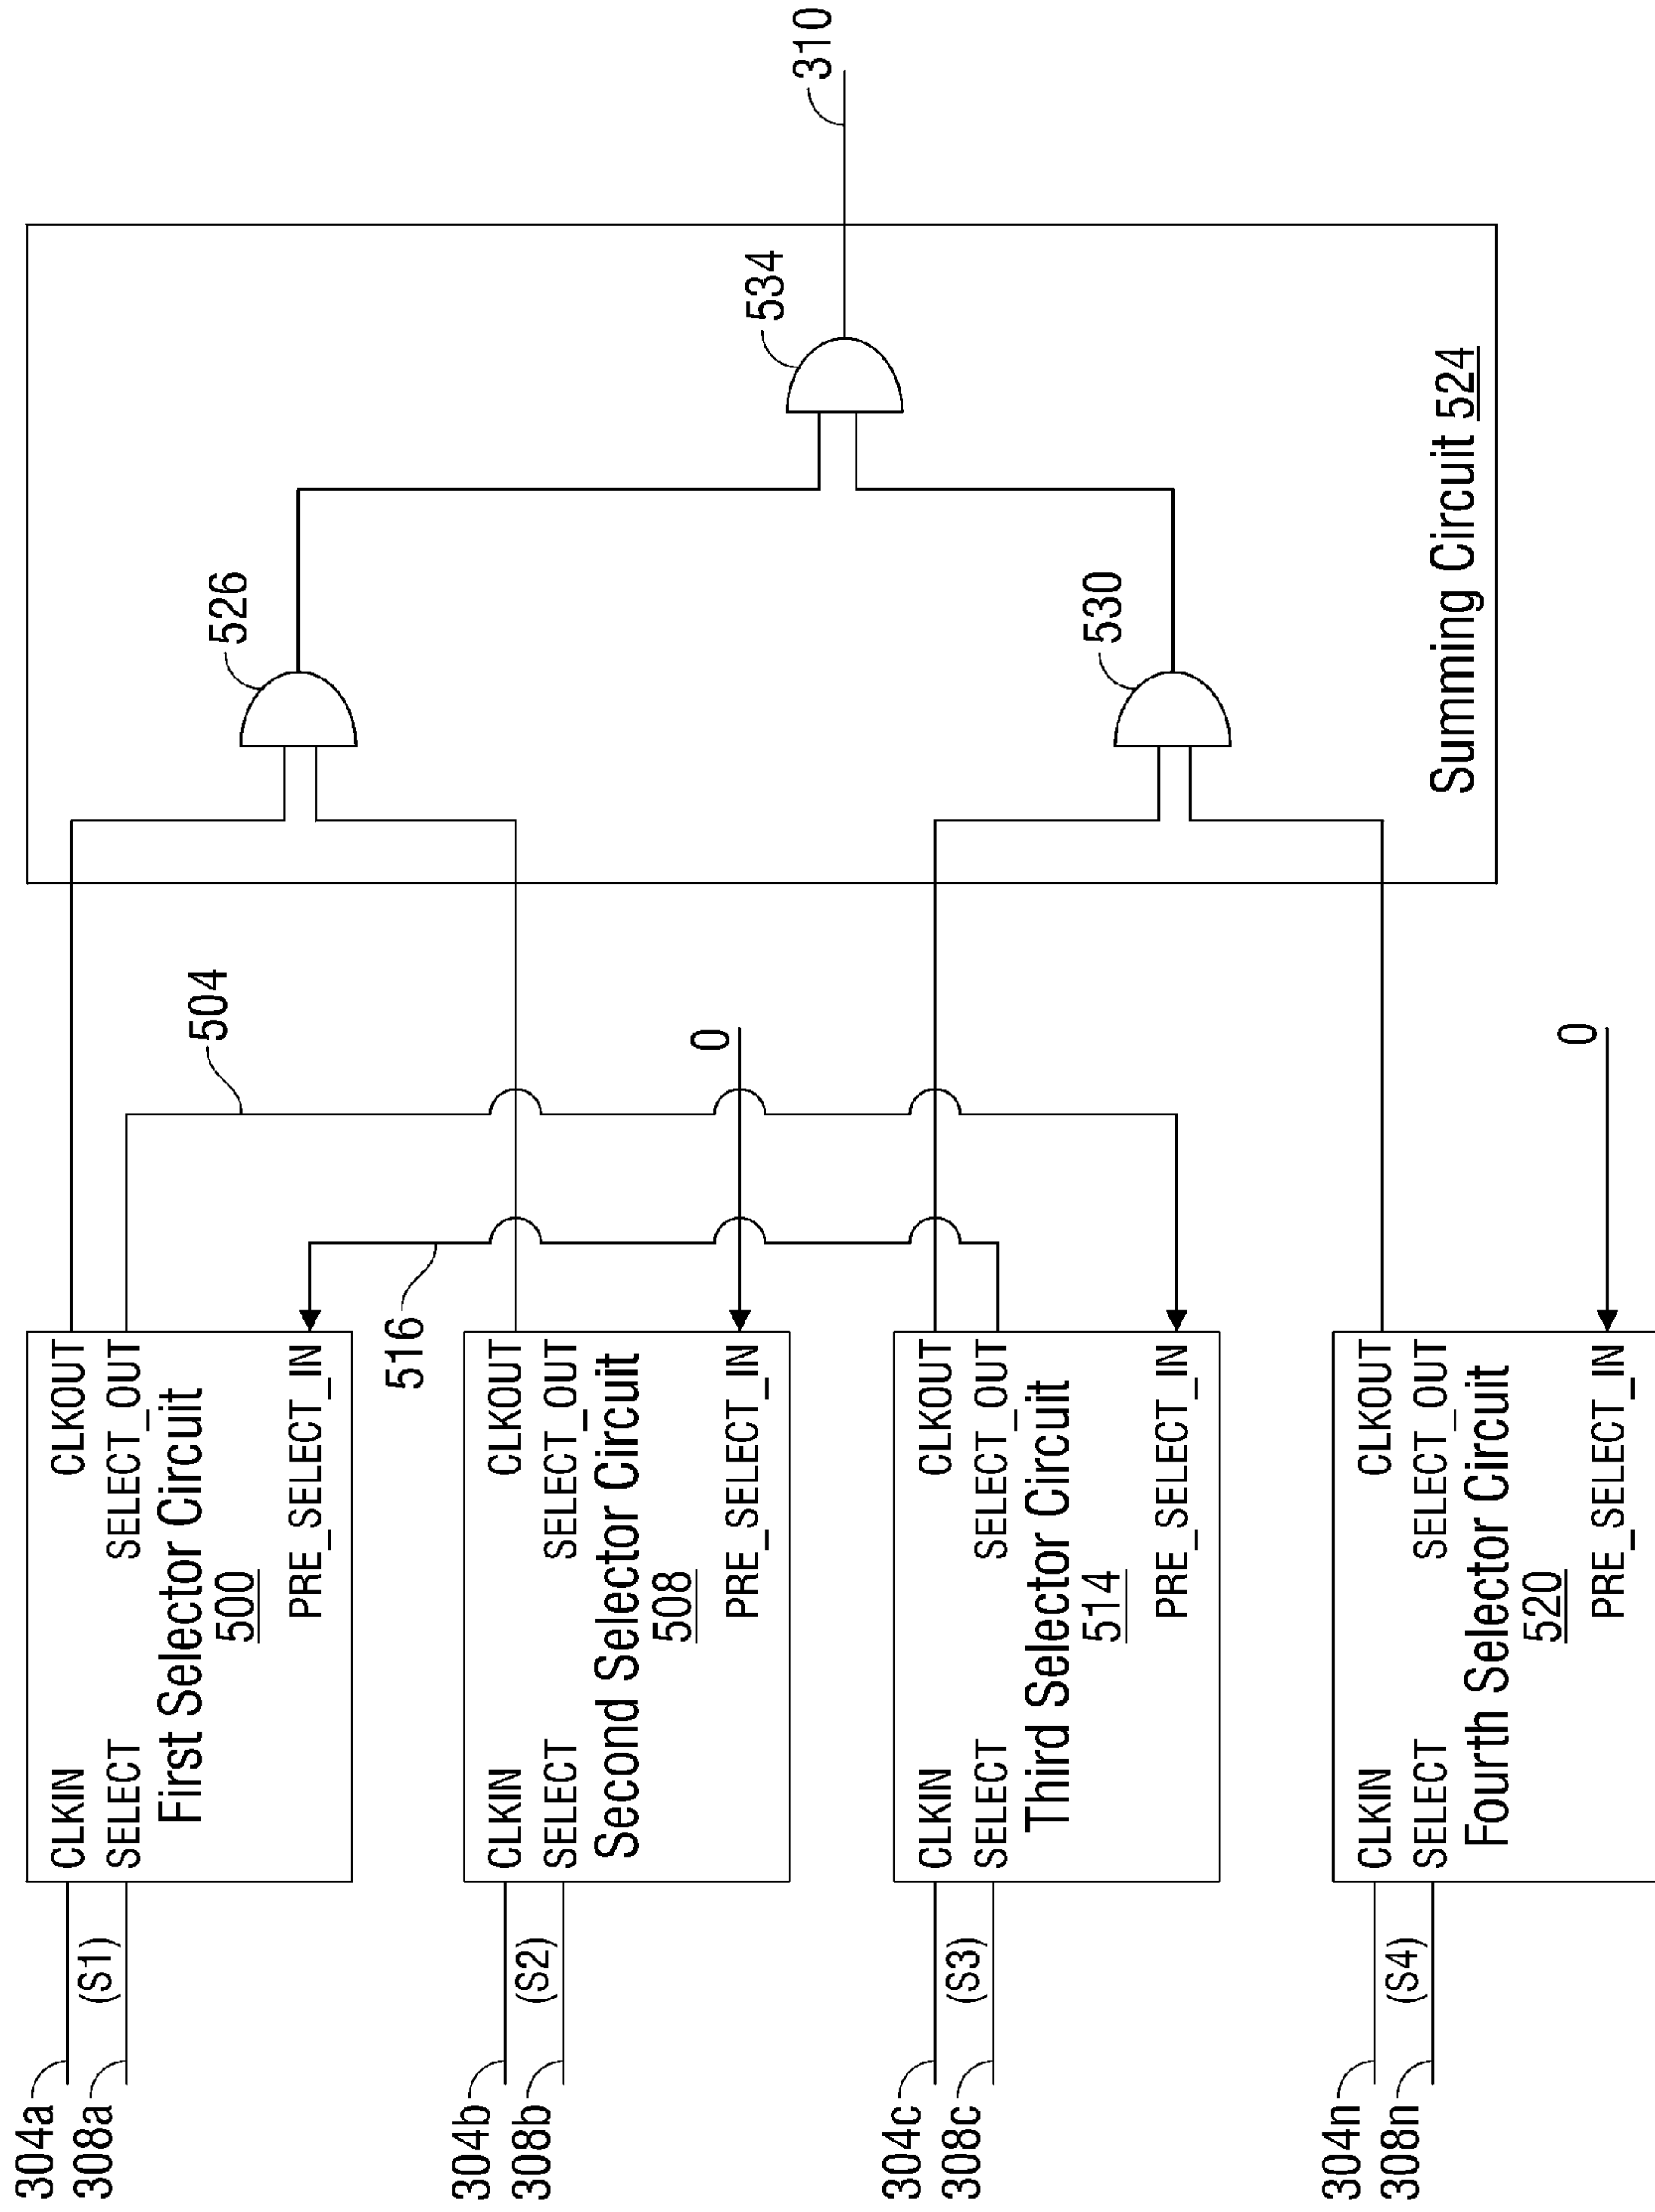 304a
308a
(S1)
CLKIN
CLKOUT
SELECT
SELECT_OUT
First Selector Circuit
500
PRE_SELECT_IN
504
516
304b
308b
(S2)
CLKIN
CLKOUT
SELECT
SELECT_OUT
Second Selector Circuit
508
PRE_SELECT_IN
0
304c
308c
(S3)
CLKIN
CLKOUT
SELECT
SELECT_OUT
Third Selector Circuit
514
PRE_SELECT_IN
304n
308n
(S4)
CLKIN
CLKOUT
SELECT
SELECT_OUT
Fourth Selector Circuit
520
PRE_SELECT_IN
0
526
530
534
310
Summing Circuit 524